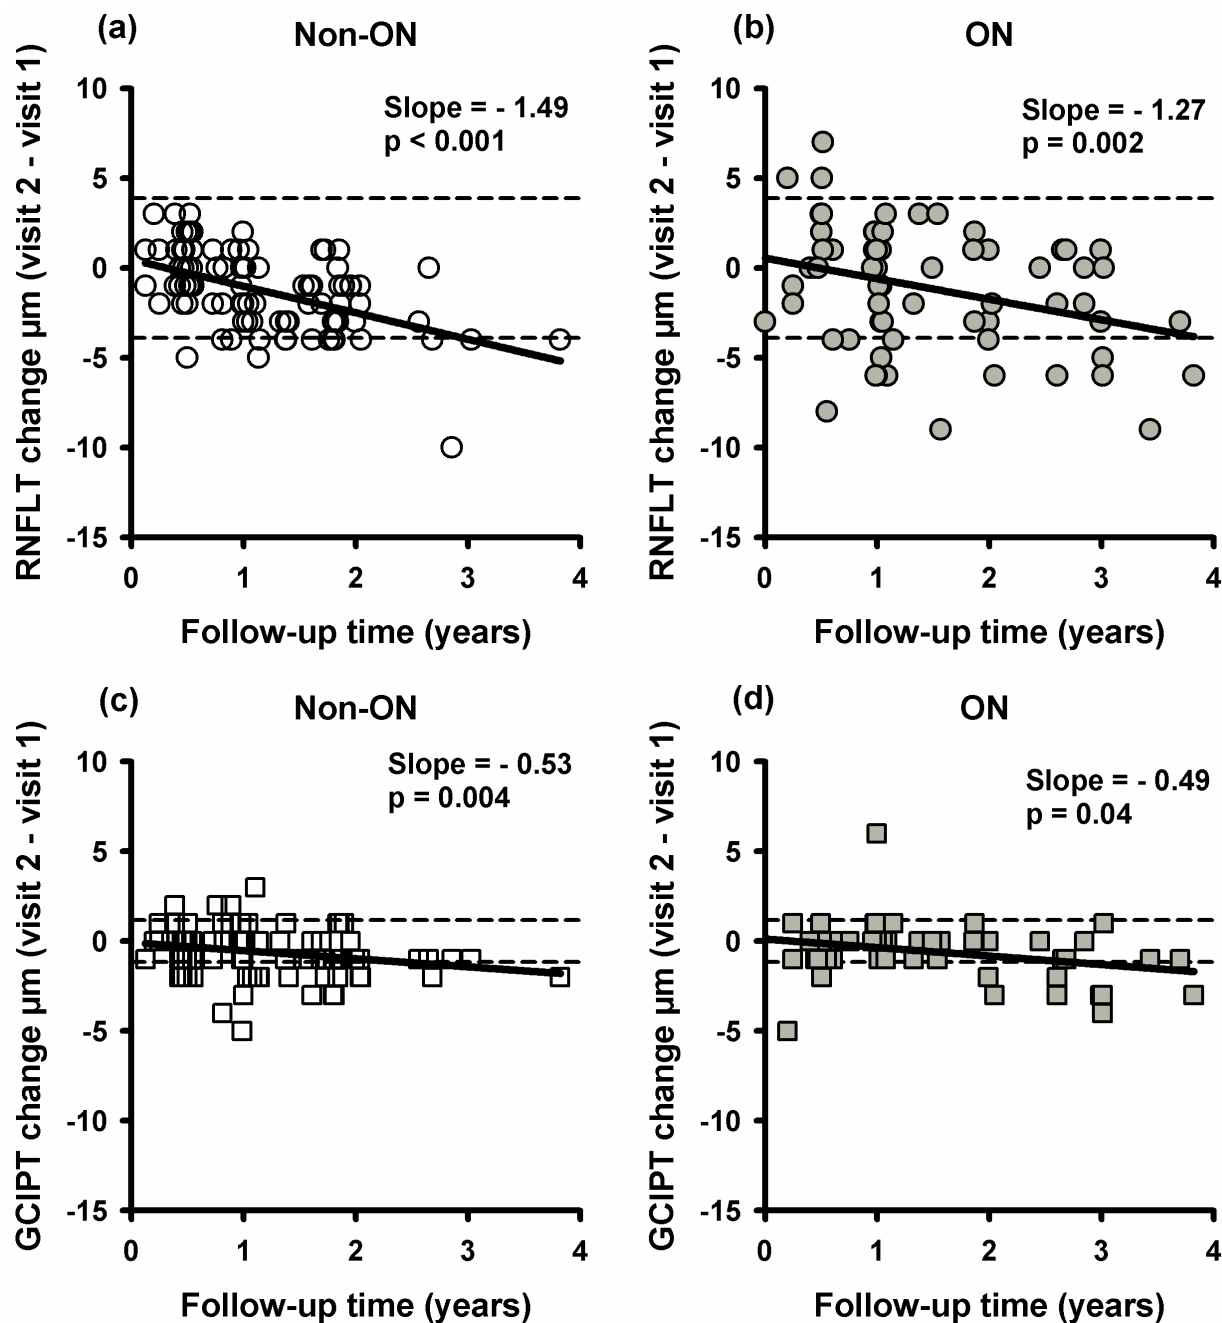 (a)
Non-ON
RNFLT change µm (visit 2 - visit 1)
10
5
0
-5
-10
-15
Slope = - 1.49
p < 0.001
0 1 2 3 4
Follow-up time (years)
(b)
ON
RNFLT change µm (visit 2 - visit 1)
10
5
0
-5
-10
-15
Slope = - 1.27
p = 0.002
0 1 2 3 4
Follow-up time (years)
(c)
Non-ON
GCIPT change µm (visit 2 - visit 1)
10
5
0
-5
-10
-15
Slope = - 0.53
p = 0.004
0 1 2 3 4
Follow-up time (years)
(d)
ON
GCIPT change µm (visit 2 - visit 1)
10
5
0
-5
-10
-15
Slope = - 0.49
p = 0.04
0 1 2 3 4
Follow-up time (years)